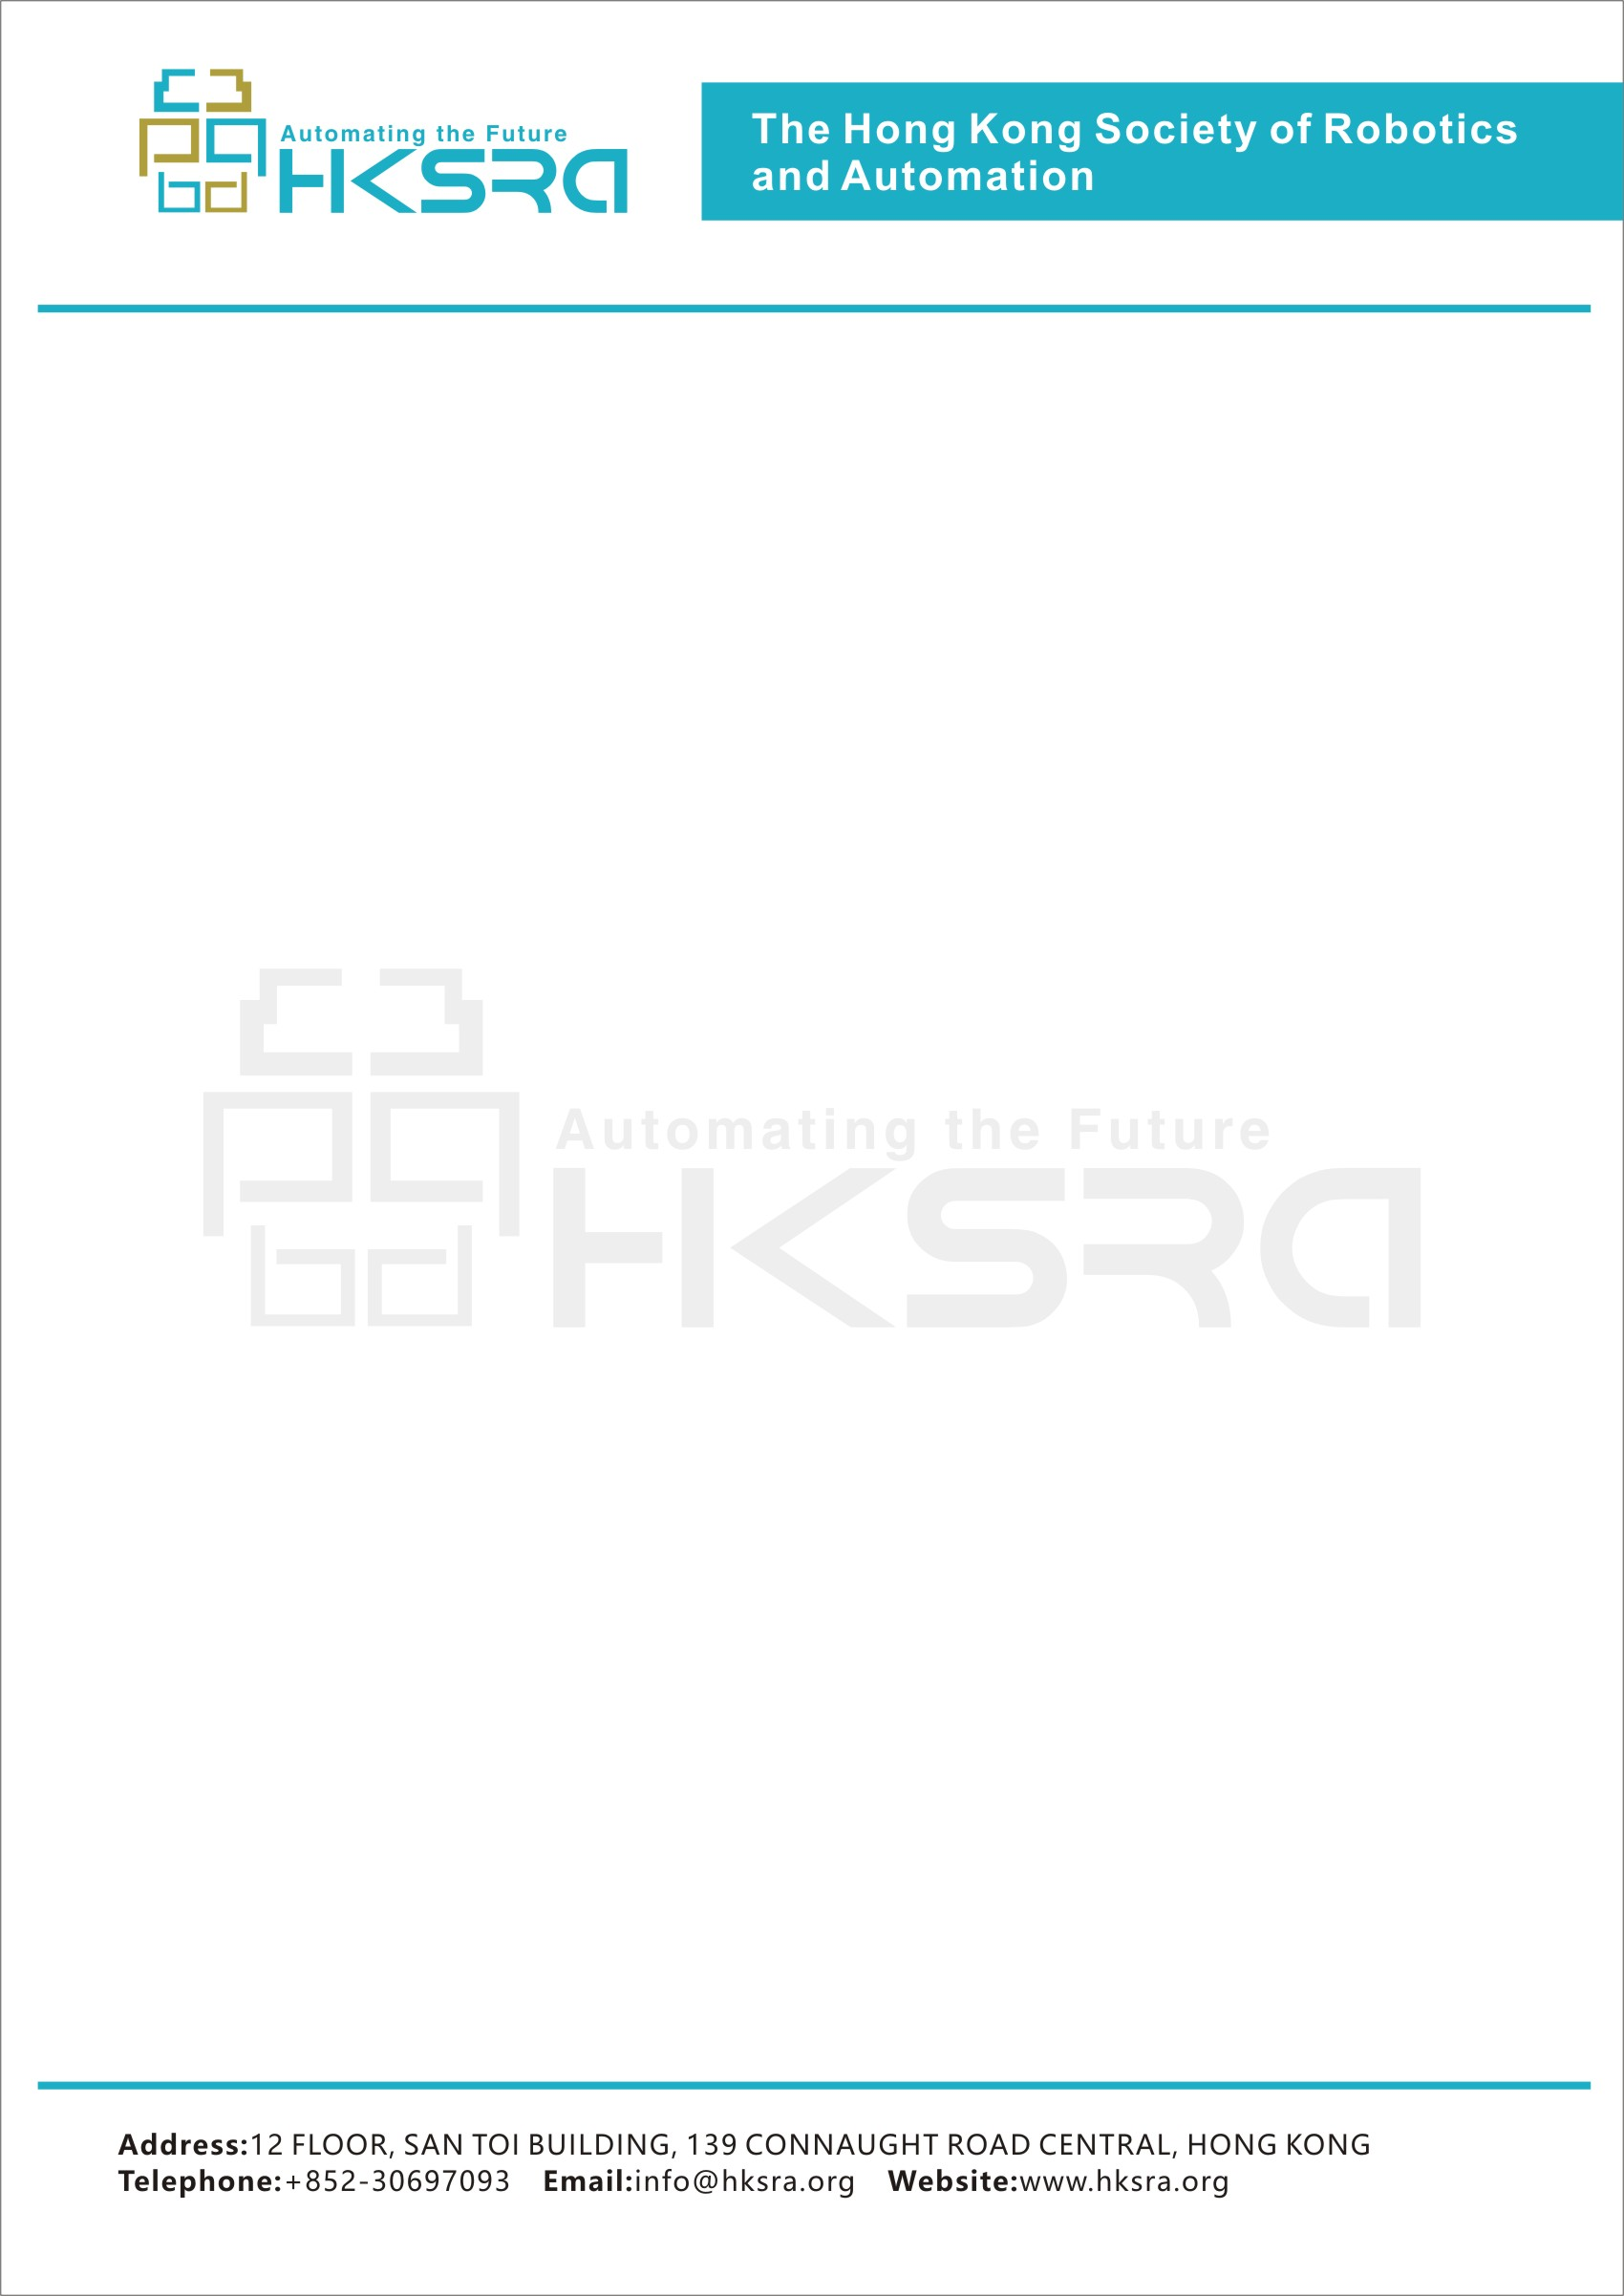 Automating the Future
HKSRA
The Hong Kong Society of Robotics
and Automation
Automating the Future
HKSRA
Address:12 FLOOR, SAN TOI BUILDING, 139 CONNAUGHT ROAD CENTRAL, HONG KONG
Telephone:+852-30697093 Email:info@hksra.org Website:www.hksra.org